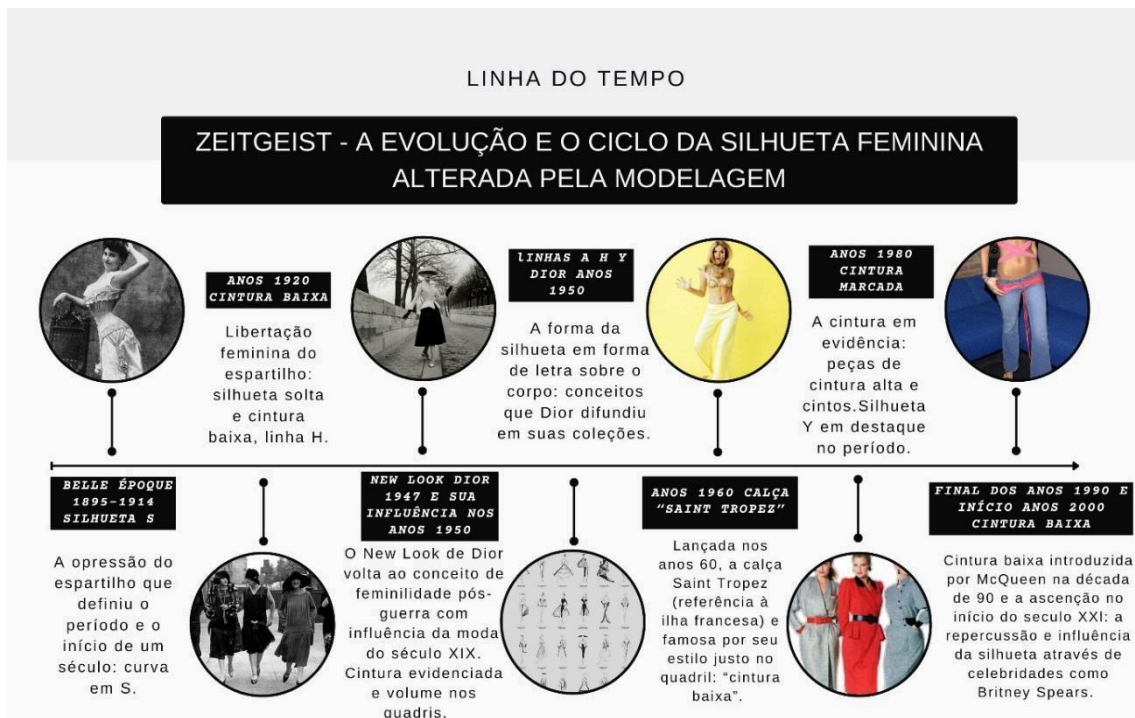 LINHA DO TEMPO
ZEITGEIST - A EVOLUÇÃO E O CICLO DA SILHUETA FEMININA
ALTERADA PELA MODELAGEM
BELLE ÉPOQUE
1895-1914
SILHUETA S
A opressão do
espartilho que
definiu o
período e o
início de um
século: curva
em S.
ANOS 1920
CINTURA BAIXA
Libertação
feminina do
espartilho:
silhueta solta
e cintura
baixa, linha H.
NEW LOOK DIOR
1947 E SUA
INFLUÊNCIA NOS
ANOS 1950
O New Look de Dior
volta ao conceito de
feminilidade pós-
guerra com
influência da moda
do século XIX.
Cintura evidenciada
e volume nos
quadris.
lINHAS A H Y
DIOR ANOS
1950
A forma da
silhueta em forma
de letra sobre o
corpo: conceitos
que Dior difundiu
em suas coleções.
ANOS 1960 CALÇA
“SAINT TROPEZ”
Lançada nos
anos 60, a calça
Saint Tropez
(referência à
ilha francesa) e
famosa por seu
estilo justo no
quadril: “cintura
baixa”.
ANOS 1980
CINTURA
MARCADA
A cintura em
evidência:
peças de
cintura alta e
cintos.Silhueta
Y em destaque
no período.
FINAL DOS ANOS 1990 E
INÍCIO ANOS 2000
CINTURA BAIXA
Cintura baixa introduzida
por McQueen na década
de 90 e a ascenção no
início do seculo XXI: a
repercussão e influência
da silhueta através de
celebridades como
Britney Spears.